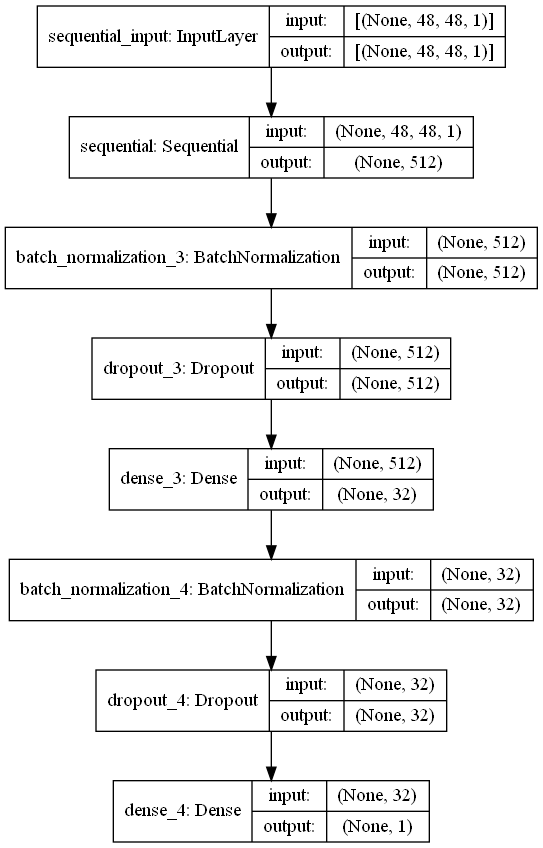 sequential_input: InputLayer
input: [(None, 48, 48, 1)]
output: [(None, 48, 48, 1)]
sequential: Sequential
input: (None, 48, 48, 1)
output: (None, 512)
batch_normalization_3: BatchNormalization
input: (None, 512)
output: (None, 512)
dropout_3: Dropout
input: (None, 512)
output: (None, 512)
dense_3: Dense
input: (None, 512)
output: (None, 32)
batch_normalization_4: BatchNormalization
input: (None, 32)
output: (None, 32)
dropout_4: Dropout
input: (None, 32)
output: (None, 32)
dense_4: Dense
input: (None, 32)
output: (None, 1)